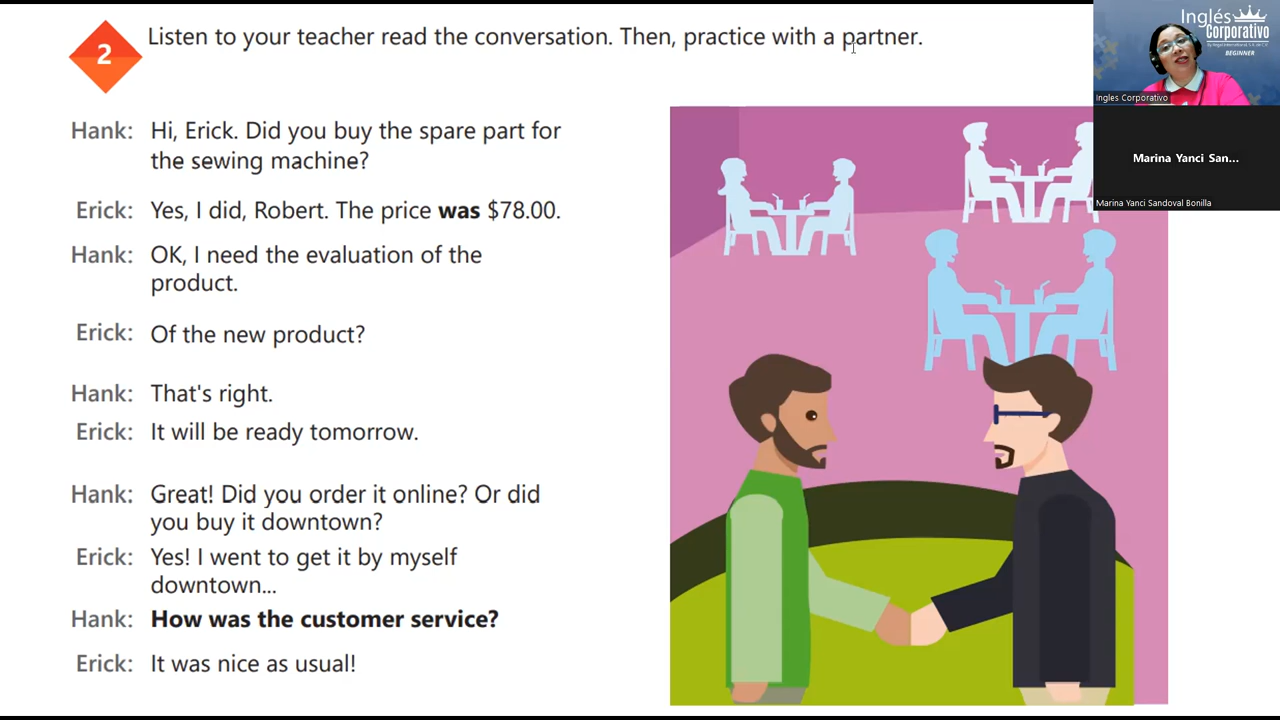 2
Listen to your teacher read the conversation. Then, practice with a partner.
Hank: Hi, Erick. Did you buy the spare part for
the sewing machine?
Erick: Yes, I did, Robert. The price was $78.00.
Hank: OK, I need the evaluation of the
product.
Erick: Of the new product?
Hank: That's right.
Erick: It will be ready tomorrow.
Hank: Great! Did you order it online? Or did
you buy it downtown?
Erick: Yes! I went to get it by myself
downtown...
Hank: How was the customer service?
Erick: It was nice as usual!
Inglés
Corporativo
BEGINNER
Ingles Corporativo
Marina Yanci San...
Marina Yanci Sandoval Bonilla